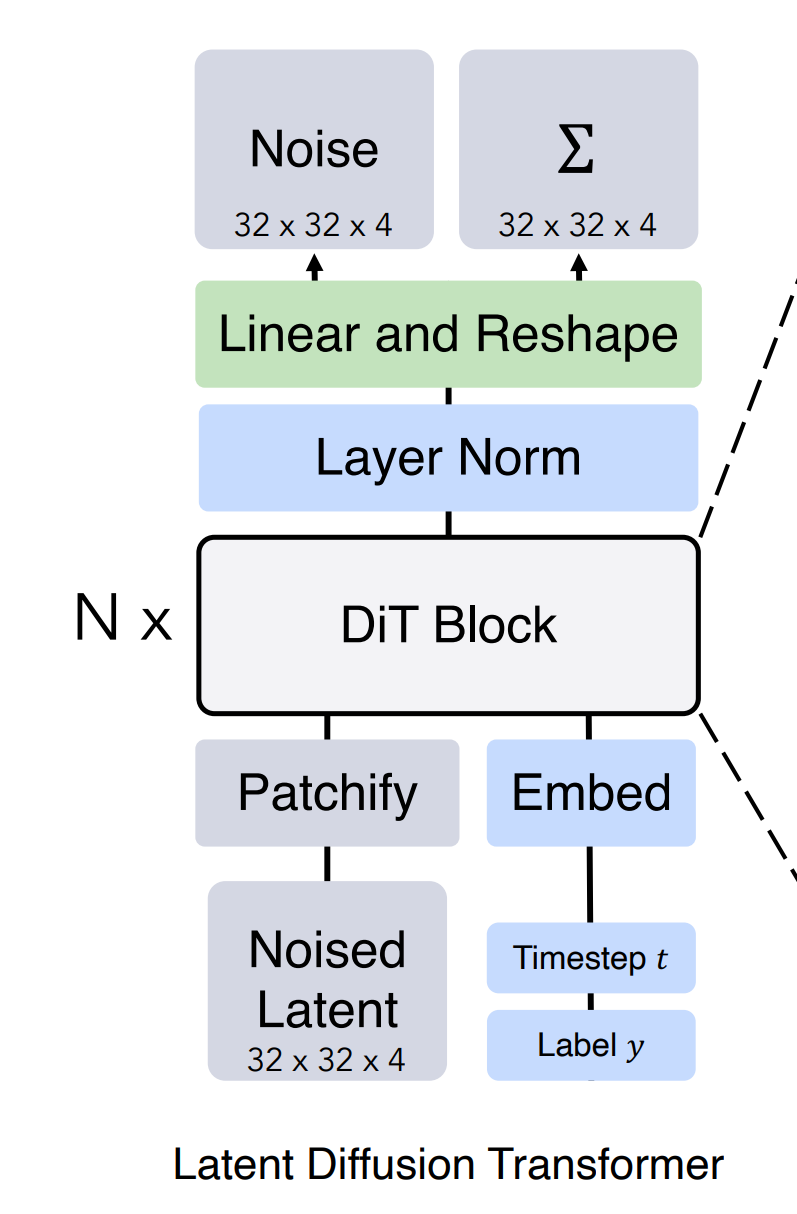 Noise
32 x 32 x 4
Σ
32 x 32 x 4
Linear and Reshape
Layer Norm
N x
DiT Block
Patchify
Embed
Noised
Latent
32 x 32 x 4
Timestep t
Label y
Latent Diffusion Transformer